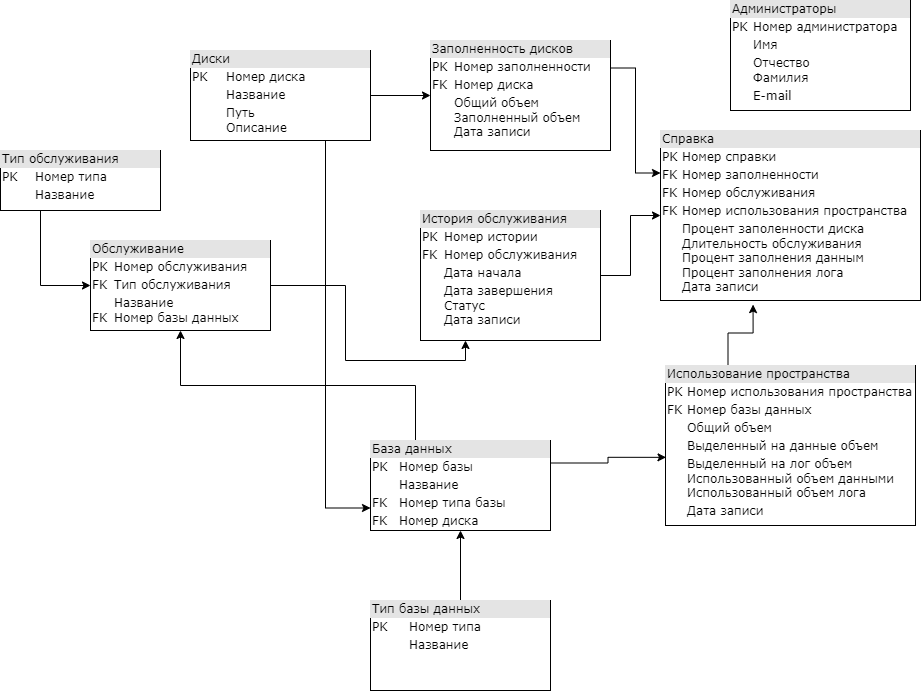 Администраторы
PK Номер администратора
Имя
Отчество
Фамилия
E-mail
Диски
PK Номер диска
Название
Путь
Описание
Заполненность дисков
PK Номер заполненности
FK Номер диска
Общий объем
Заполненный объем
Дата записи
Справка
PK Номер справки
FK Номер заполненности
FK Номер обслуживания
FK Номер использования пространства
Процент заполенности диска
Длительность обслуживания
Процент заполнения данным
Процент заполнения лога
Дата записи
Тип обслуживания
PK Номер типа
Название
Обслуживание
PK Номер обслуживания
FK Тип обслуживания
Название
FK Номер базы данных
История обслуживания
PK Номер истории
FK Номер обслуживания
Дата начала
Дата завершения
Статус
Дата записи
Использование пространства
PK Номер использования пространства
FK Номер базы данных
Общий объем
Выделенный на данные объем
Выделенный на лог объем
Использованный объем данными
Использованный объем лога
Дата записи
База данных
PK Номер базы
Название
FK Номер типа базы
FK Номер диска
Тип базы данных
PK Номер типа
Название